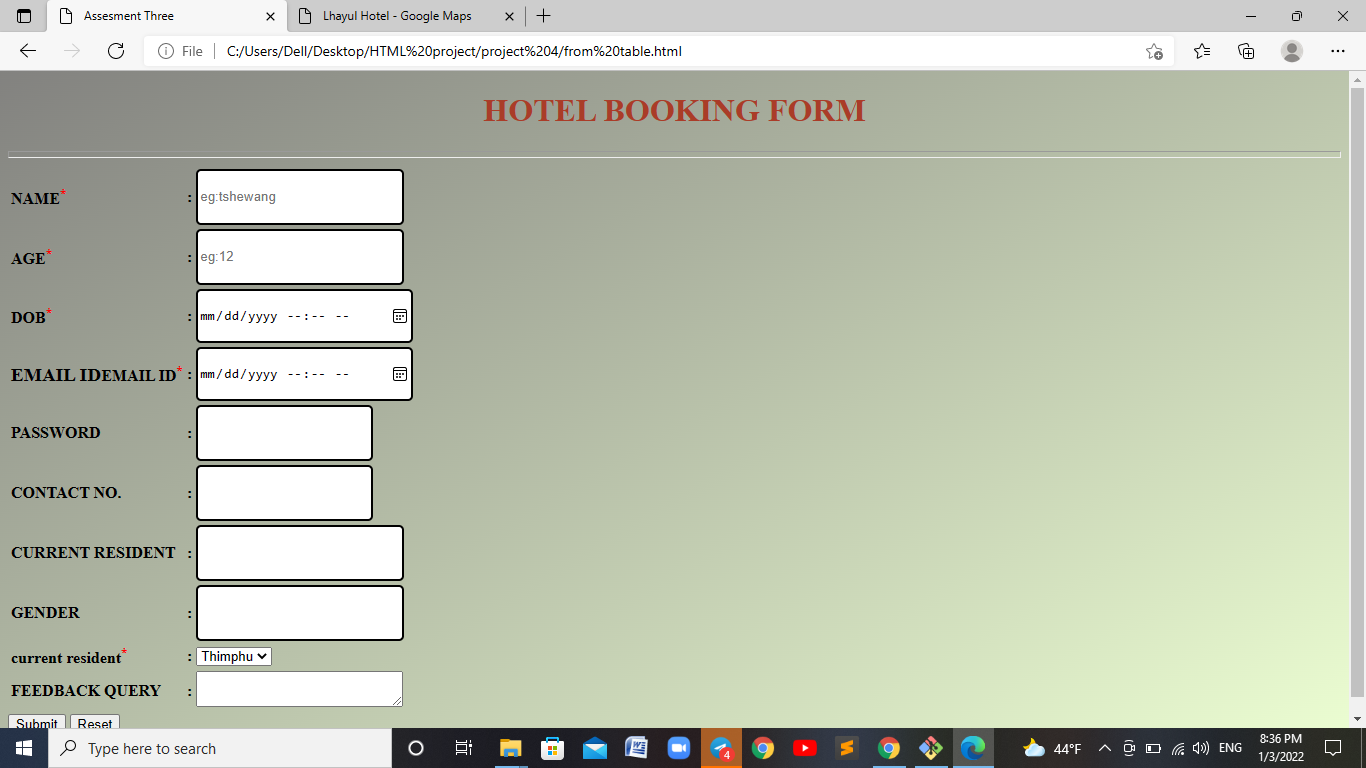 Assesment Three
Lhayul Hotel - Google Maps
File
C:/Users/Dell/Desktop/HTML%20project/project%204/from%20table.html
HOTEL BOOKING FORM
NAME* : eg:tshewang
AGE* : eg:12
DOB* : mm/dd/yyyy --:-- --
EMAIL IDEMAIL ID* : mm/dd/yyyy --:-- --
PASSWORD :
CONTACT NO. :
CURRENT RESIDENT :
GENDER :
current resident* : Thimphu
FEEDBACK QUERY :
Submit Reset
Type here to search
4
44°F
ENG
8:36 PM
1/3/2022